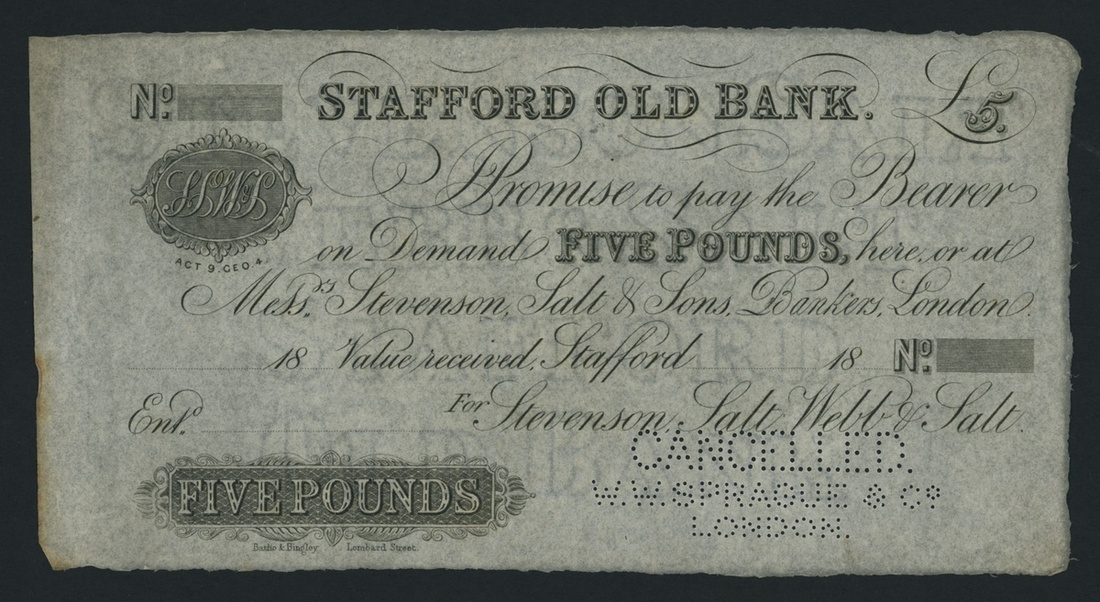 No. STAFFORD OLD BANK. £5.
I Promise to pay the Bearer
ACT 9. GEO 4.
on Demand FIVE POUNDS, here, or at
Messrs. Stevenson, Salt & Sons, Bankers, London.
18 Value received, Stafford 18 No.
Entd. For Stevenson, Salt, Webb & Salt.
CANCELLED
W W SPRAGUE & Co
LONDON.
FIVE POUNDS
Batho & Bingley Lombard Street.